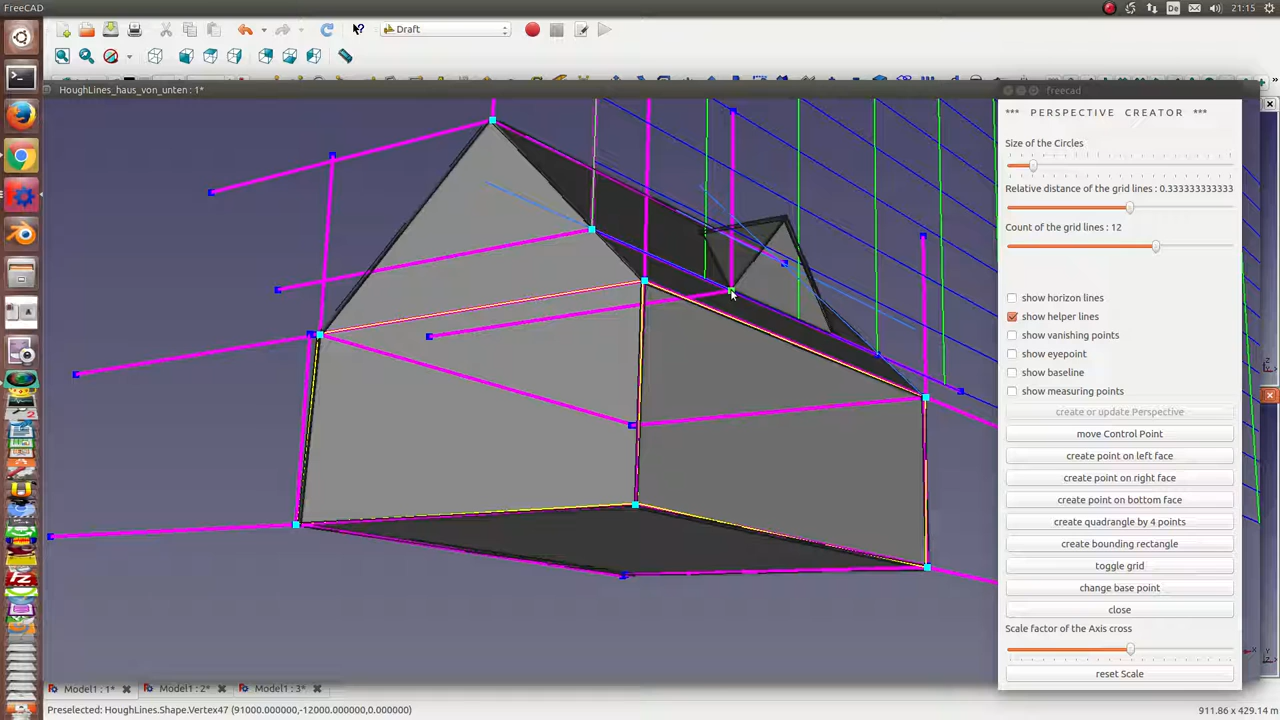 FreeCAD
De
21:15
Draft
HoughLines_haus_von_unten : 1*
freecad
*** PERSPECTIVE CREATOR ***
Size of the Circles
Relative distance of the grid lines : 0.333333333333
Count of the grid lines : 12
show horizon lines
show helper lines
show vanishing points
show eyepoint
show baseline
show measuring points
create or update Perspective
move Control Point
create point on left face
create point on right face
create point on bottom face
create quadrangle by 4 points
create bounding rectangle
toggle grid
change base point
close
Scale factor of the Axis cross
reset Scale
Model1 : 1*
Model1 : 2*
Model1 : 3*
Preselected: HoughLines.Shape.Vertex47 (91000.000000,-12000.000000,0.000000)
911.86 x 429.14 m